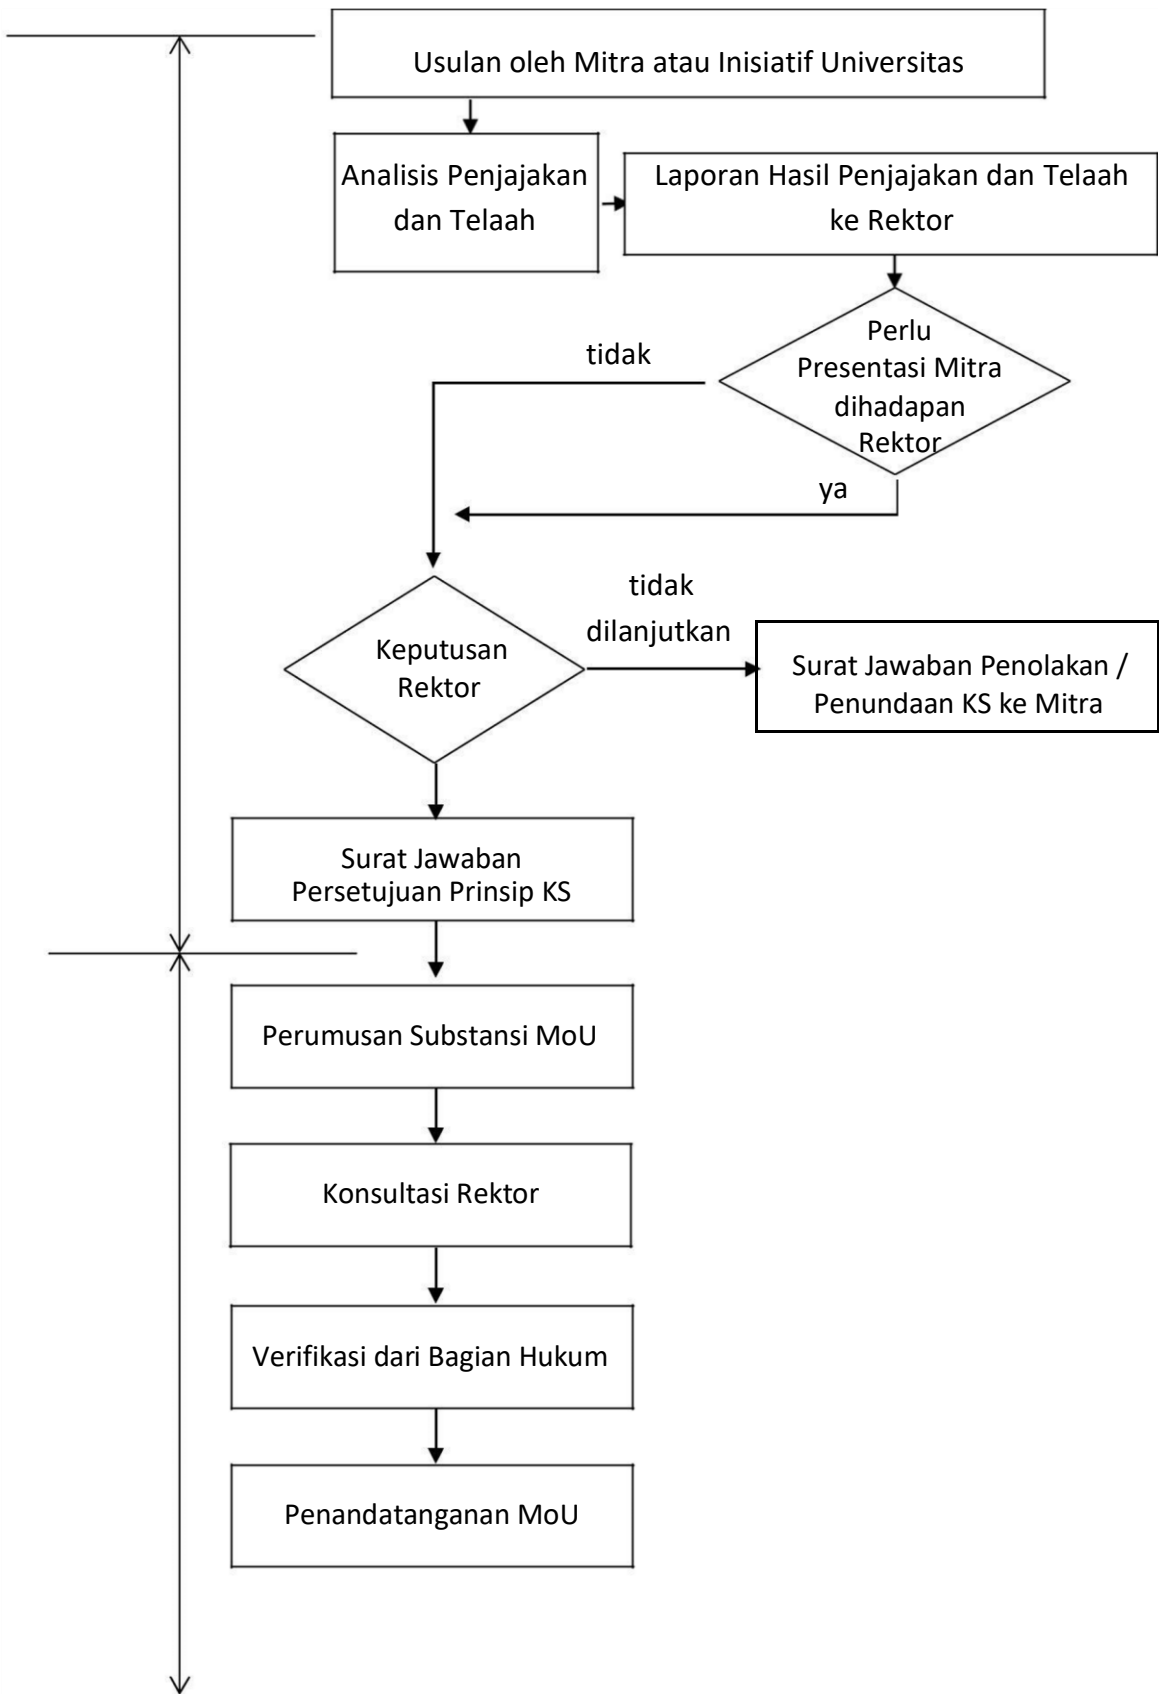 Usulan oleh Mitra atau Inisiatif Universitas
Analisis Penjajakan
dan Telaah
Laporan Hasil Penjajakan dan Telaah
ke Rektor
Perlu
Presentasi Mitra
dihadapan
Rektor
tidak
ya
Keputusan
Rektor
tidak
dilanjutkan
Surat Jawaban Penolakan /
Penundaan KS ke Mitra
Surat Jawaban
Persetujuan Prinsip KS
Perumusan Substansi MoU
Konsultasi Rektor
Verifikasi dari Bagian Hukum
Penandatanganan MoU